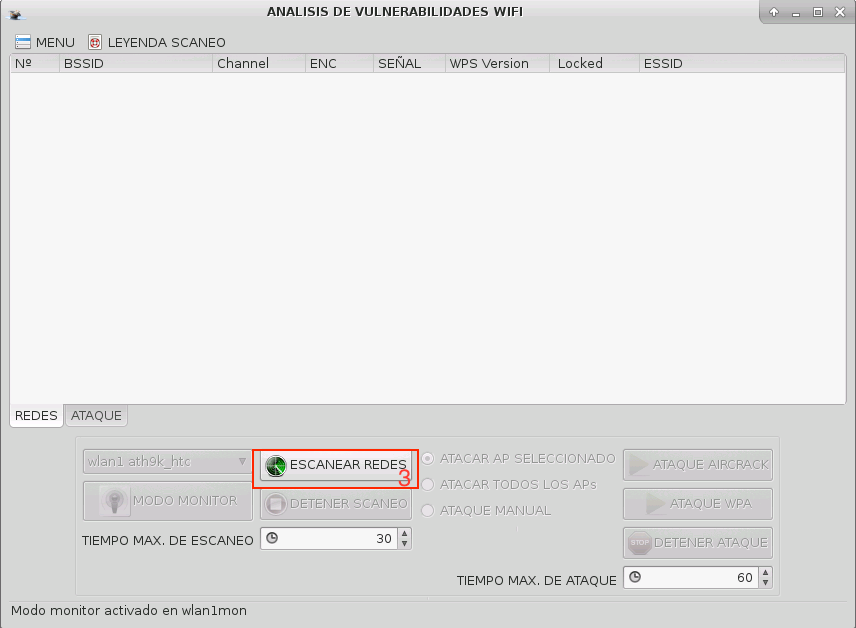 ANALISIS DE VULNERABILIDADES WIFI
MENU LEYENDA SCANEO
Nº BSSID Channel ENC SEÑAL WPS Version Locked ESSID
REDES ATAQUE
wlan1 ath9k_htc ESCANEAR REDES 3 ATACAR AP SELECCIONADO ATAQUE AIRCRACK
ATACAR TODOS LOS APs
MODO MONITOR DETENER SCANEO ATAQUE MANUAL ATAQUE WPA
TIEMPO MAX. DE ESCANEO 30 STOP DETENER ATAQUE
TIEMPO MAX. DE ATAQUE 60
Modo monitor activado en wlan1mon